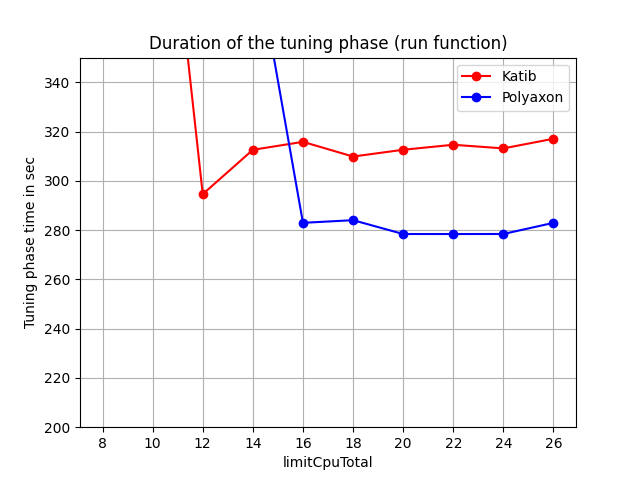 Duration of the tuning phase (run function)
Katib
Polyaxon
Tuning phase time in sec
340
320
300
280
260
240
220
200
8 10 12 14 16 18 20 22 24 26
limitCpuTotal